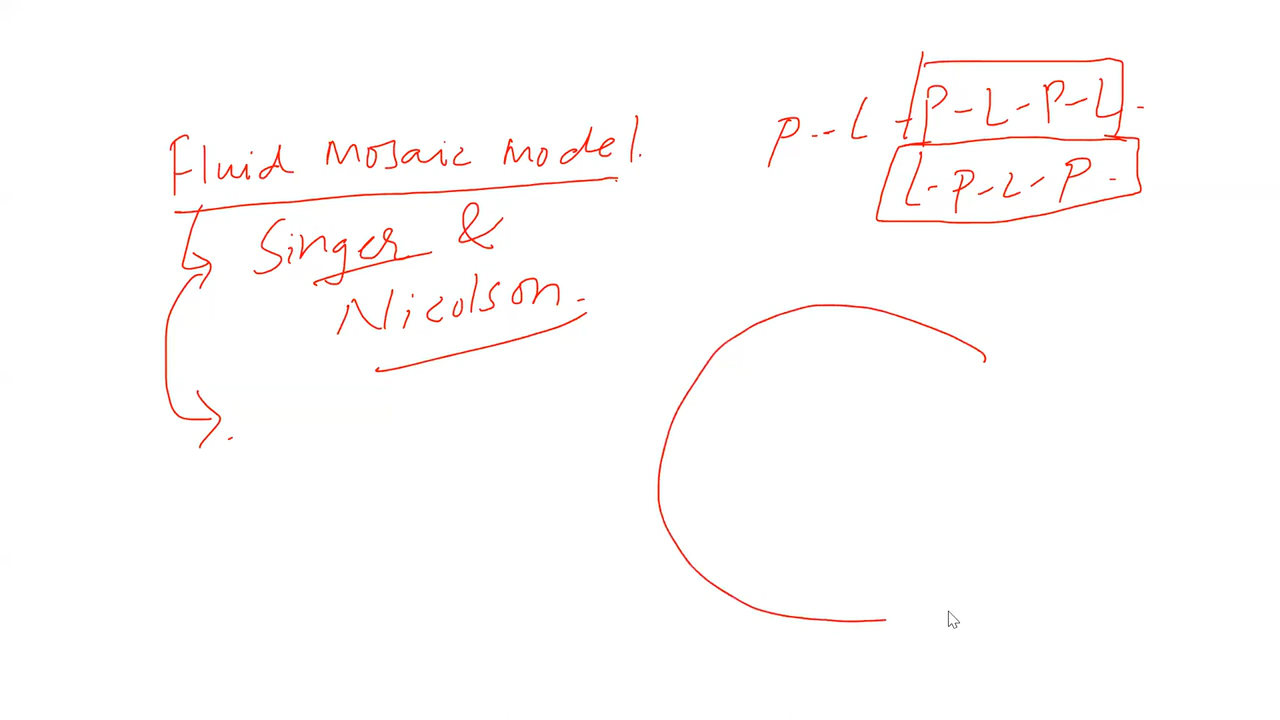 Fluid Mosaic model.
Singer &
Nicolson.
P--L-P-L-P-L-
L-P-L-P-